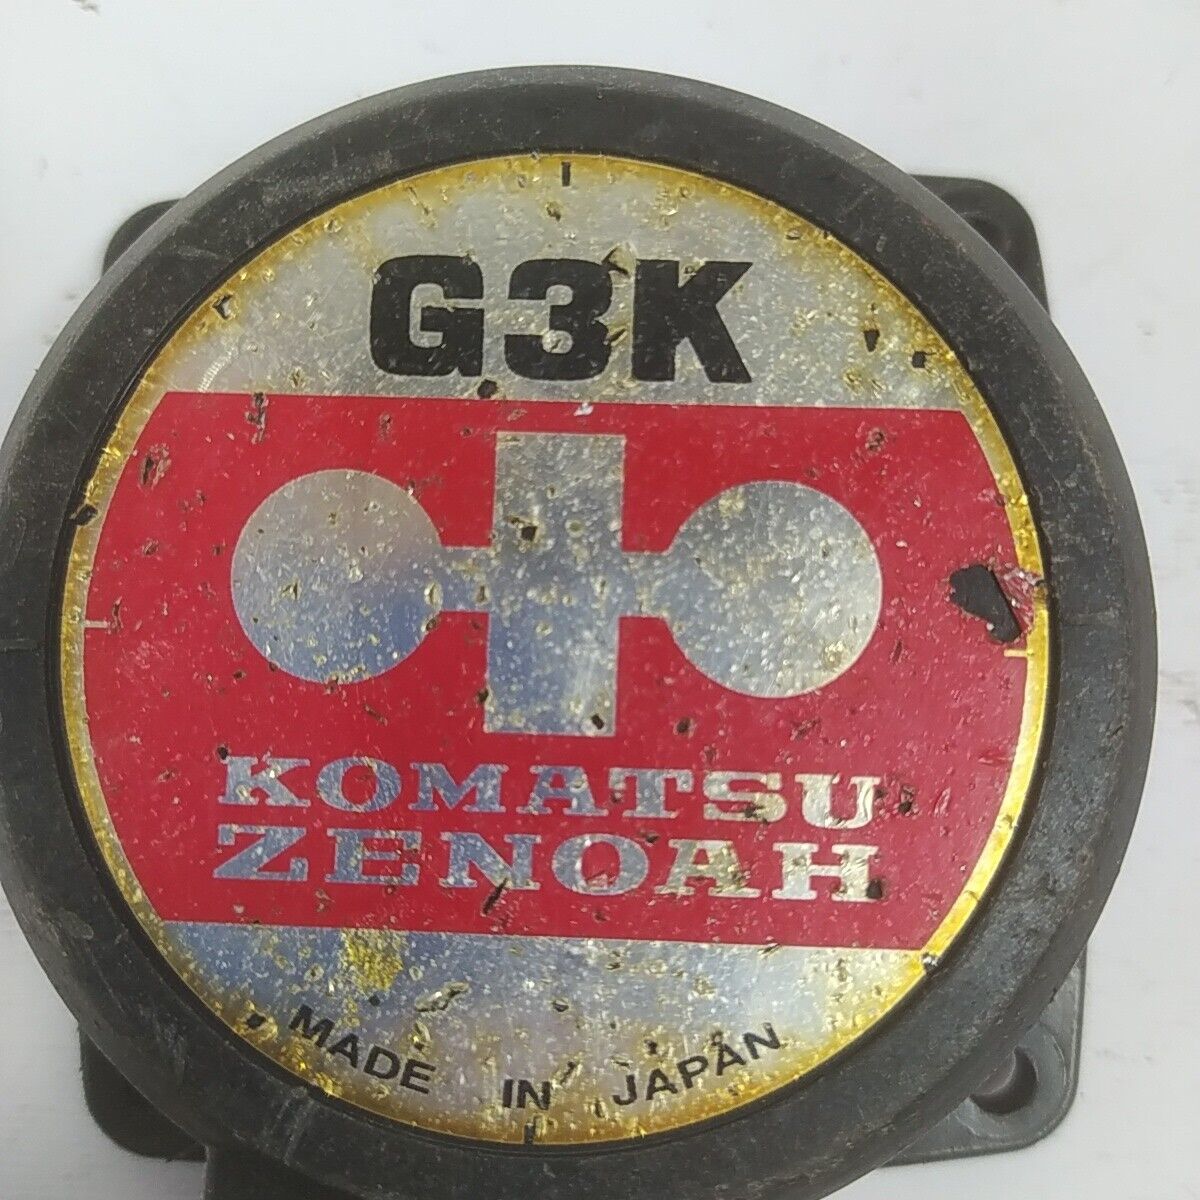 G3K
KOMATSU
ZENOAH
MADE IN JAPAN